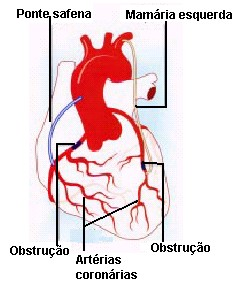 Ponte safena
Mamária esquerda
Obstrução
Artérias
coronárias
Obstrução